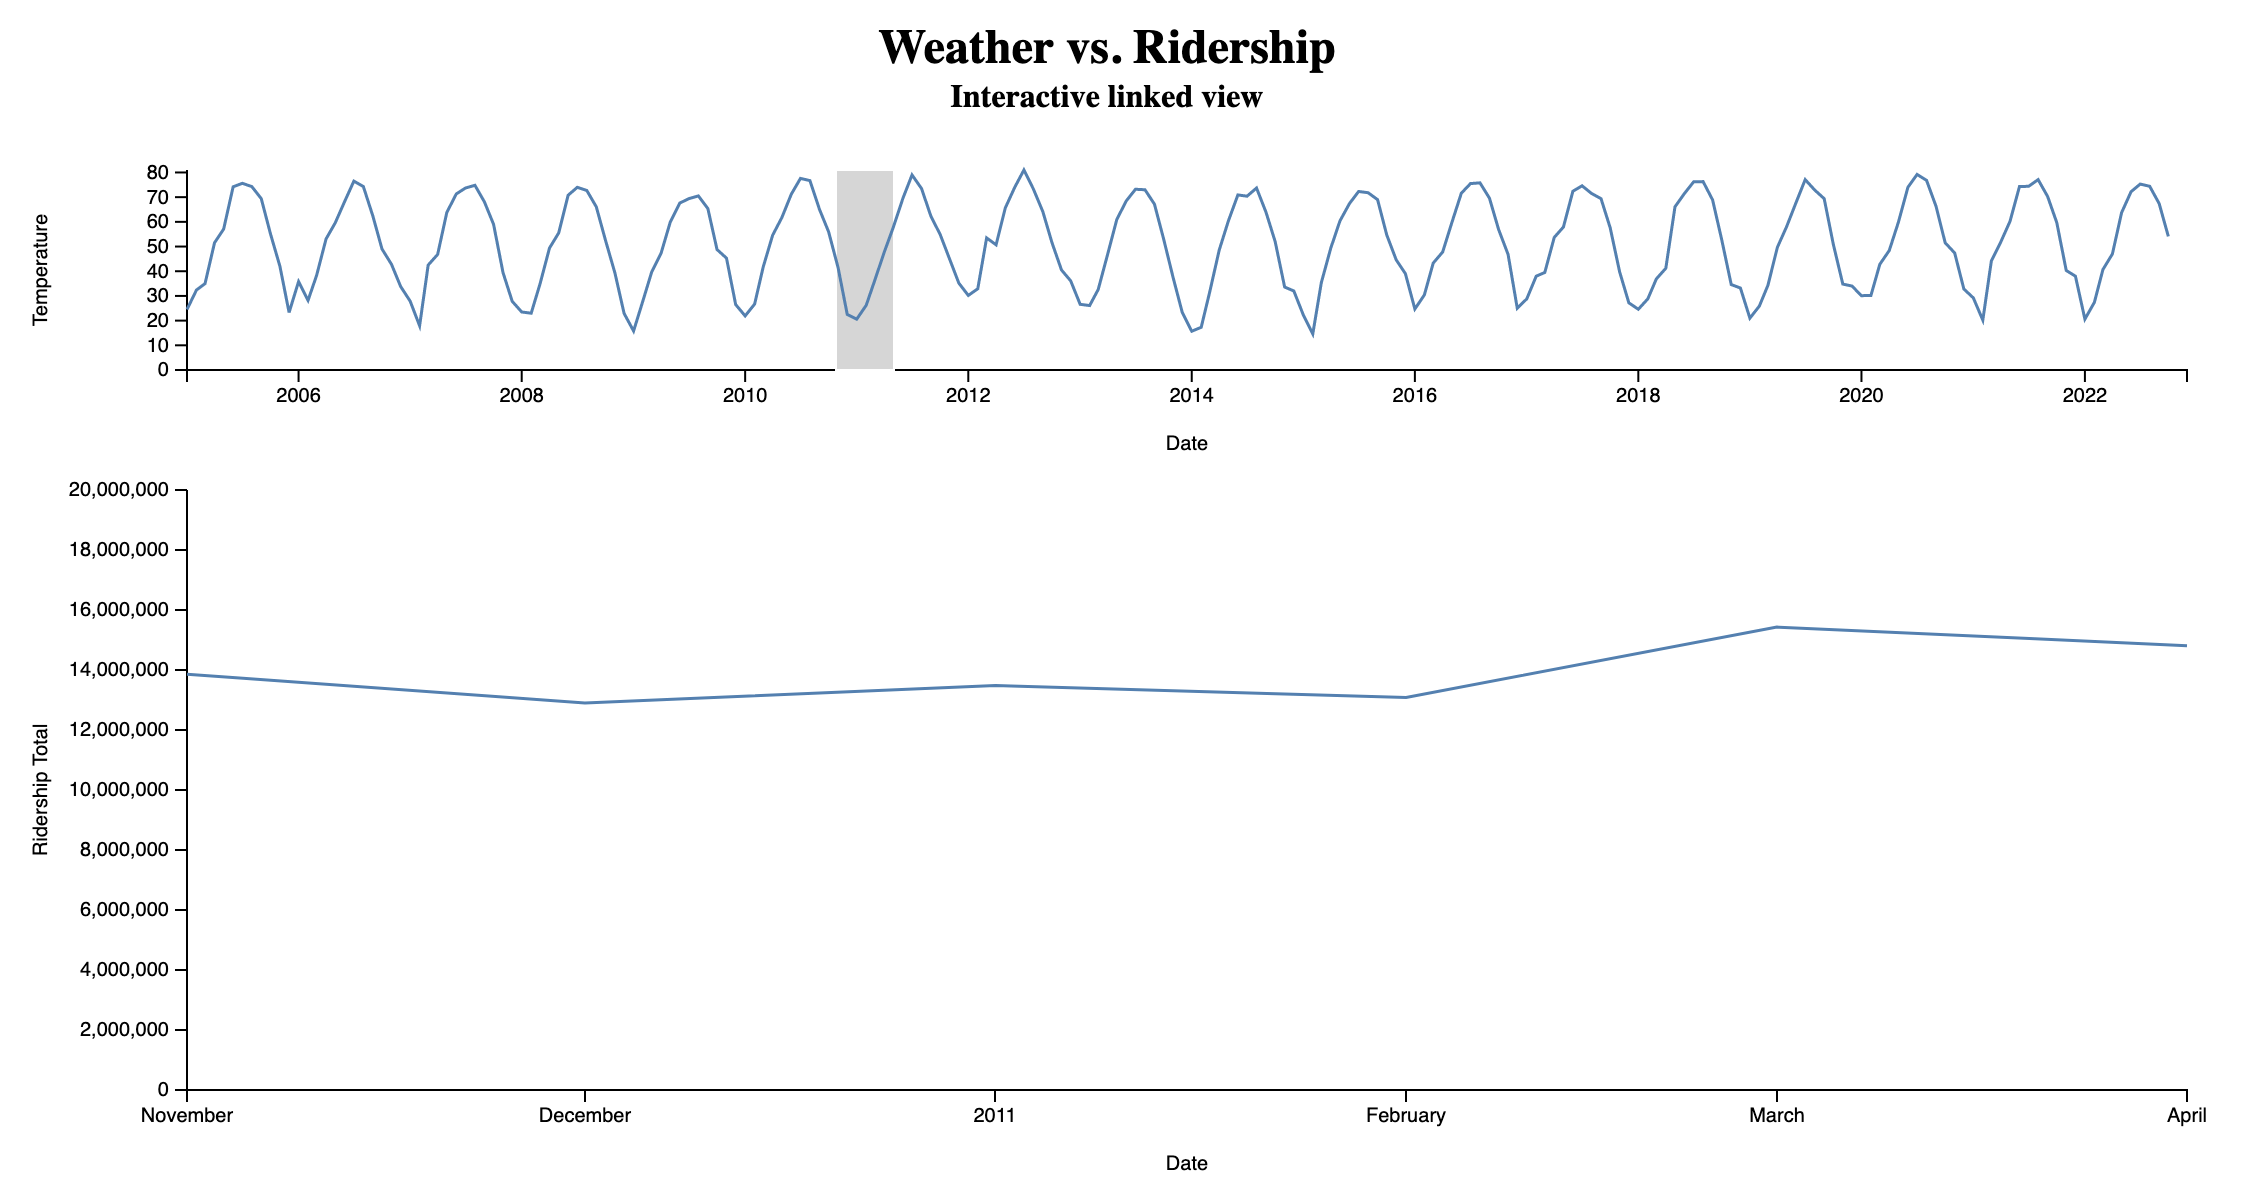 Weather vs. Ridership
Interactive linked view
Temperature
80
70
60
50
40
30
20
10
0
2006 2008 2010 2012 2014 2016 2018 2020 2022
Date
Ridership Total
20,000,000
18,000,000
16,000,000
14,000,000
12,000,000
10,000,000
8,000,000
6,000,000
4,000,000
2,000,000
0
November December 2011 February March April
Date